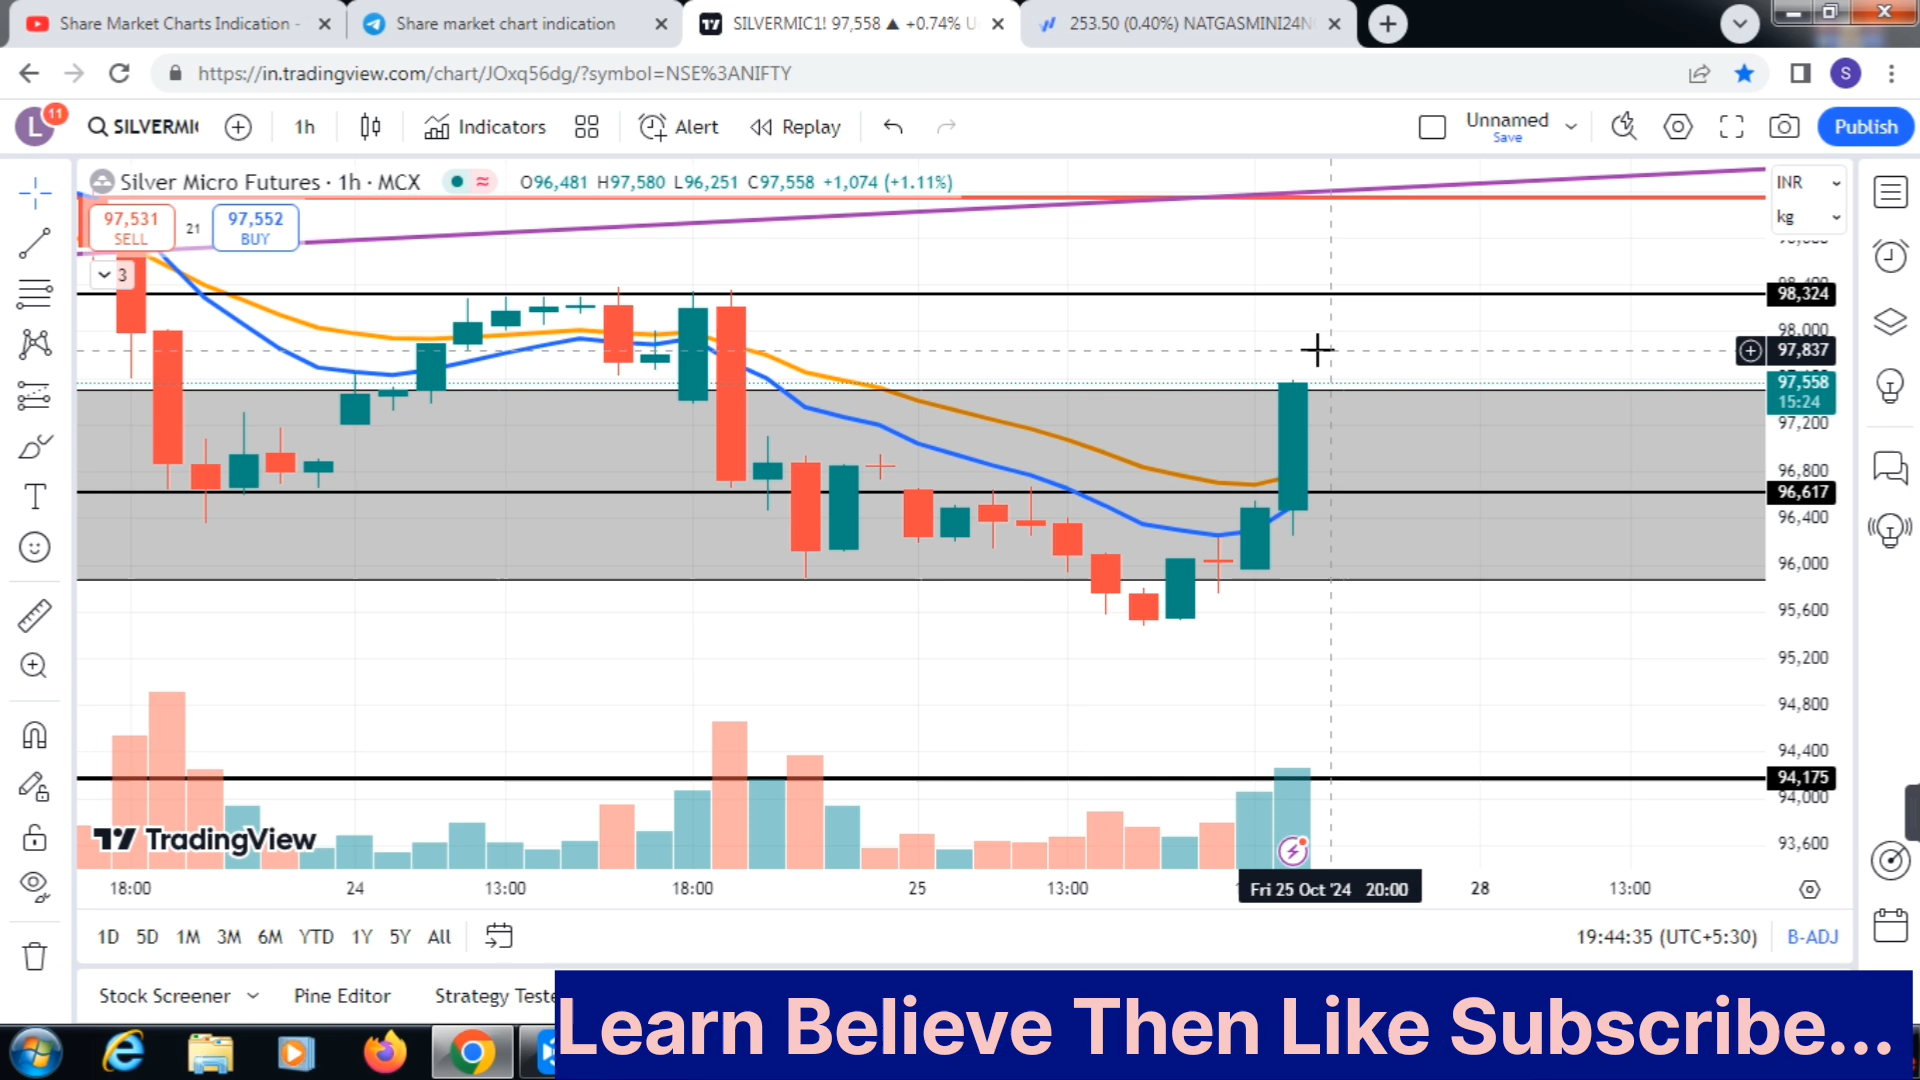 Share Market Charts Indication -
Share market chart indication
SILVERMIC1! 97,558 ▲ +0.74% U
253.50 (0.40%) NATGASMINI24N
https://in.tradingview.com/chart/JOxq56dg/?symbol=NSE%3ANIFTY
S
L
11
SILVERMI
1h
Indicators
Alert
Replay
Unnamed
Save
Publish
Silver Micro Futures · 1h · MCX
O96,481 H97,580 L96,251 C97,558 +1,074 (+1.11%)
INR
kg
97,531
SELL
21
97,552
BUY
3
98,324
98,000
97,837
97,558
15:24
97,200
96,800
96,617
96,400
96,000
95,600
95,200
94,800
94,400
94,175
94,000
93,600
TradingView
18:00
24
13:00
18:00
25
13:00
Fri 25 Oct '24 20:00
28
13:00
1D 5D 1M 3M 6M YTD 1Y 5Y All
19:44:35 (UTC+5:30)
B-ADJ
Stock Screener
Pine Editor
Strategy Teste
Learn Believe Then Like Subscribe...